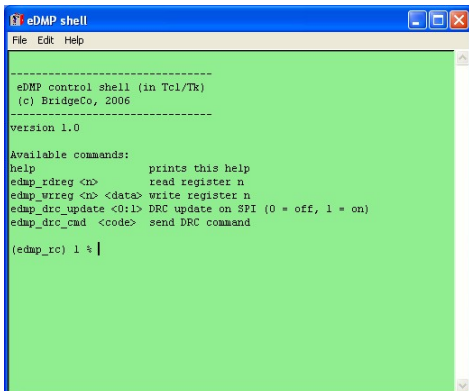 eDMP shell
File Edit Help
--------------------------------
eDMP control shell (in Tcl/Tk)
(c) BridgeCo, 2006
--------------------------------
version 1.0
Available commands:
help prints this help
edmp_rdreg <n> read register n
edmp_wrreg <n> <data> write register n
edmp_drc_update <0:1> DRC update on SPI (0 = off, 1 = on)
edmp_drc_cmd <code> send DRC command
(edmp_rc) 1 %